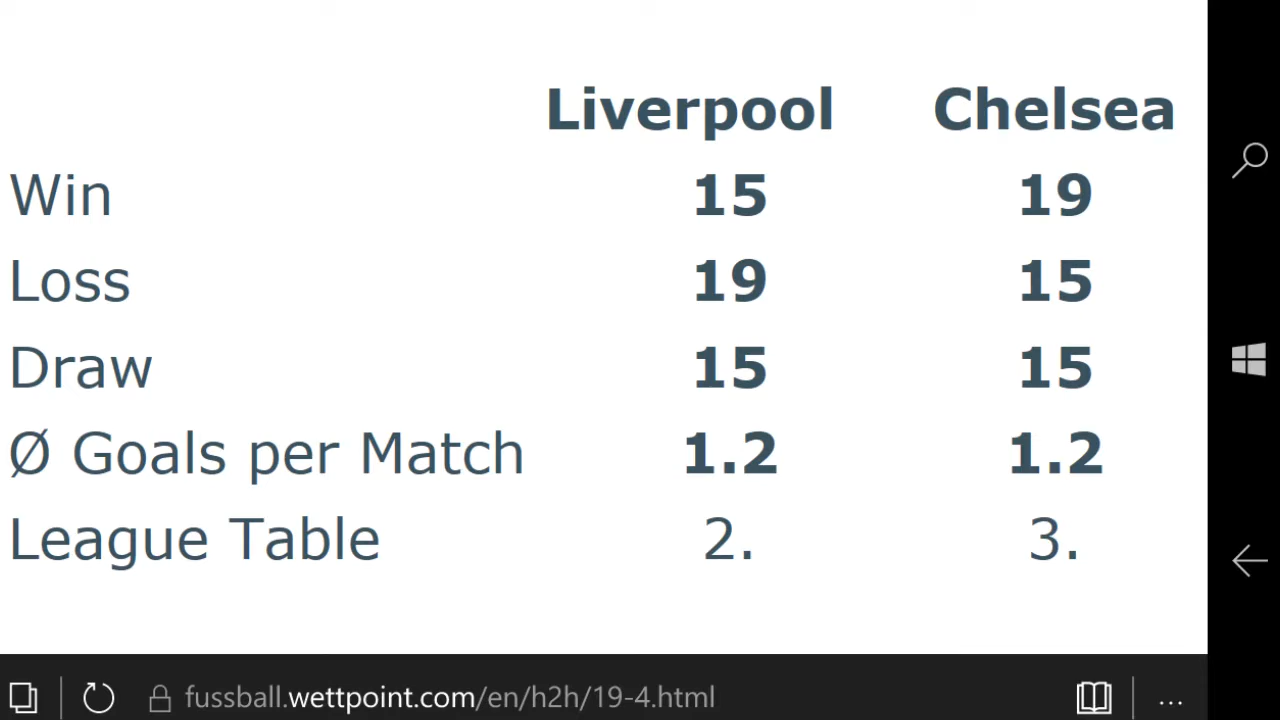 Liverpool Chelsea
Win 15 19
Loss 19 15
Draw 15 15
Ø Goals per Match 1.2 1.2
League Table 2. 3.
fussball.wettpoint.com/en/h2h/19-4.html